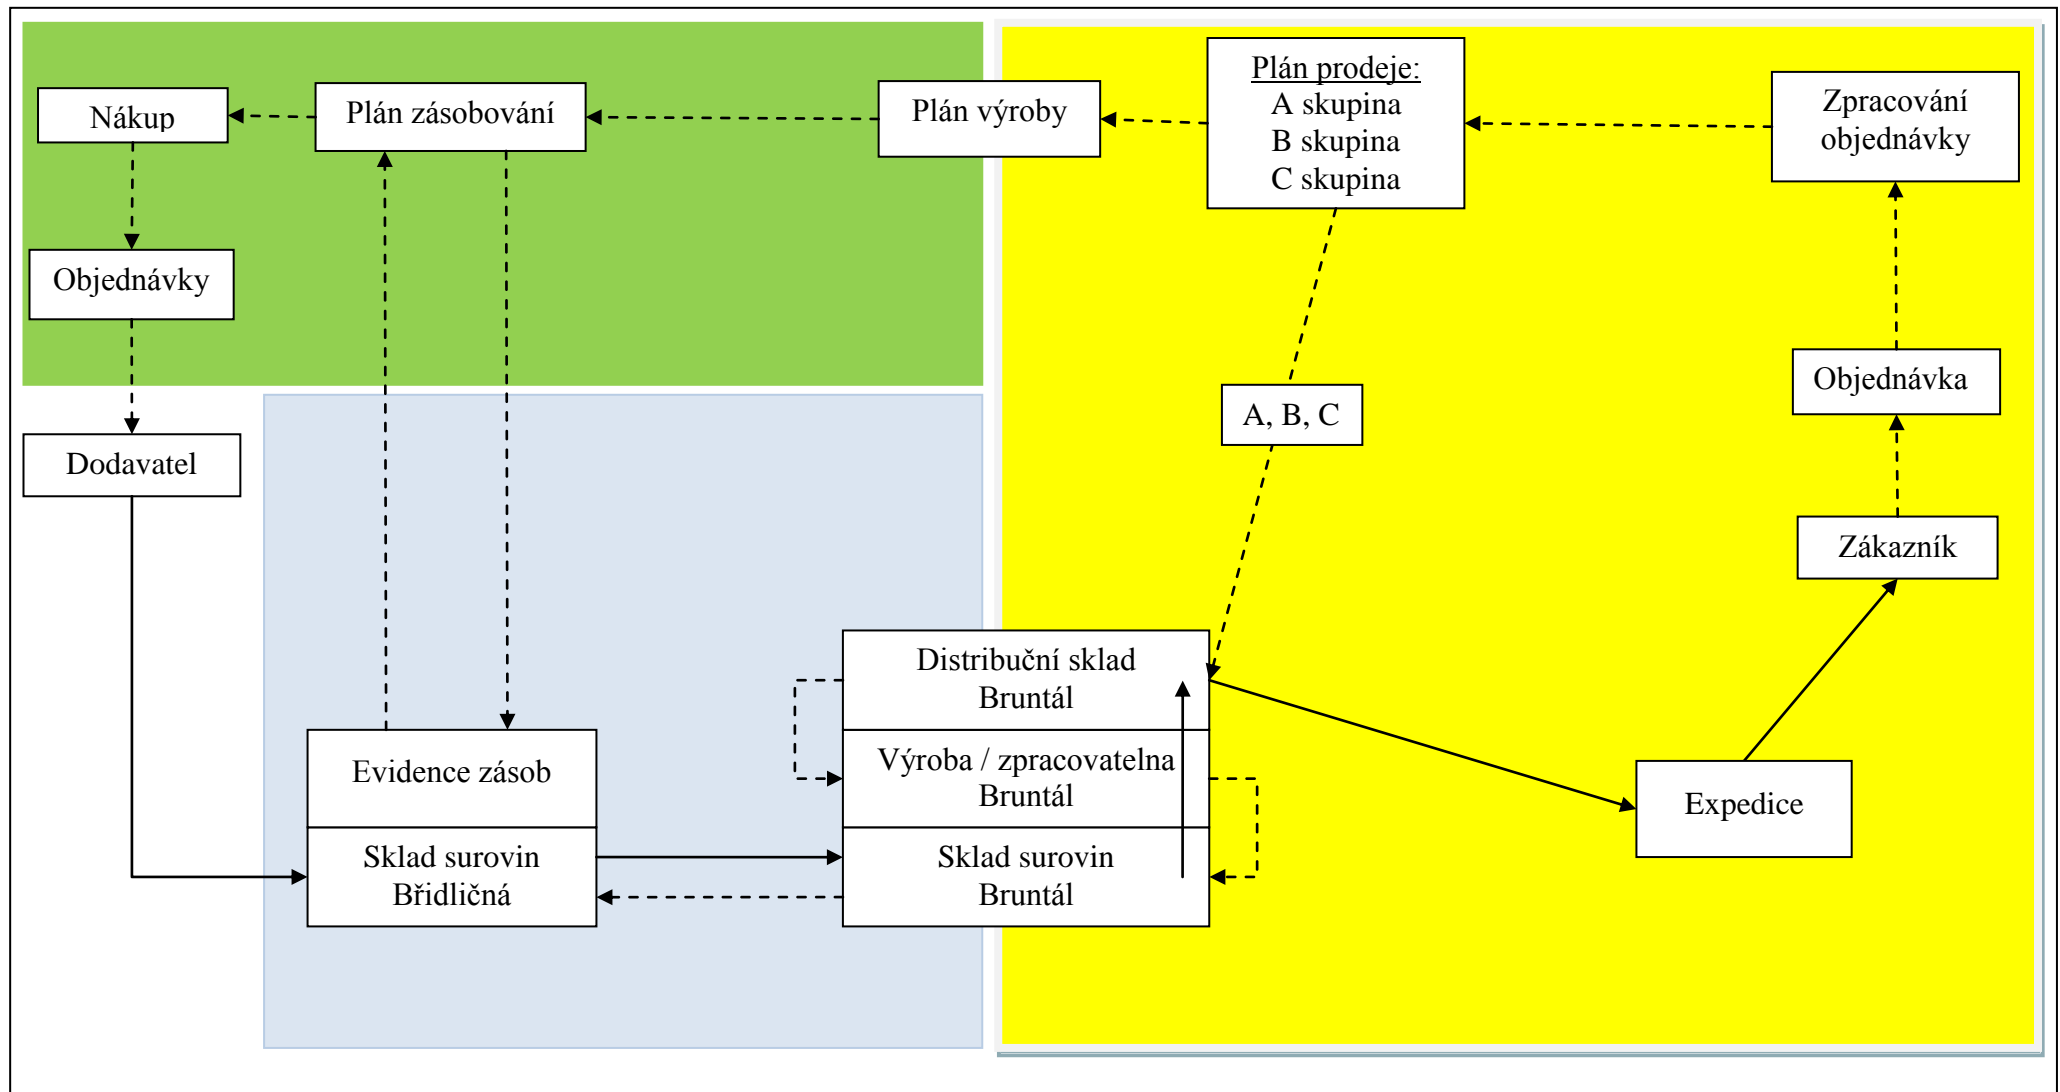 Nákup
Plán zásobování
Plán výroby
Plán prodeje:
A skupina
B skupina
C skupina
Zpracování
objednávky
Objednávky
Objednávka
A, B, C
Dodavatel
Zákazník
Distribuční sklad
Bruntál
Evidence zásob
Výroba / zpracovatelna
Bruntál
Expedice
Sklad surovin
Břidličná
Sklad surovin
Bruntál